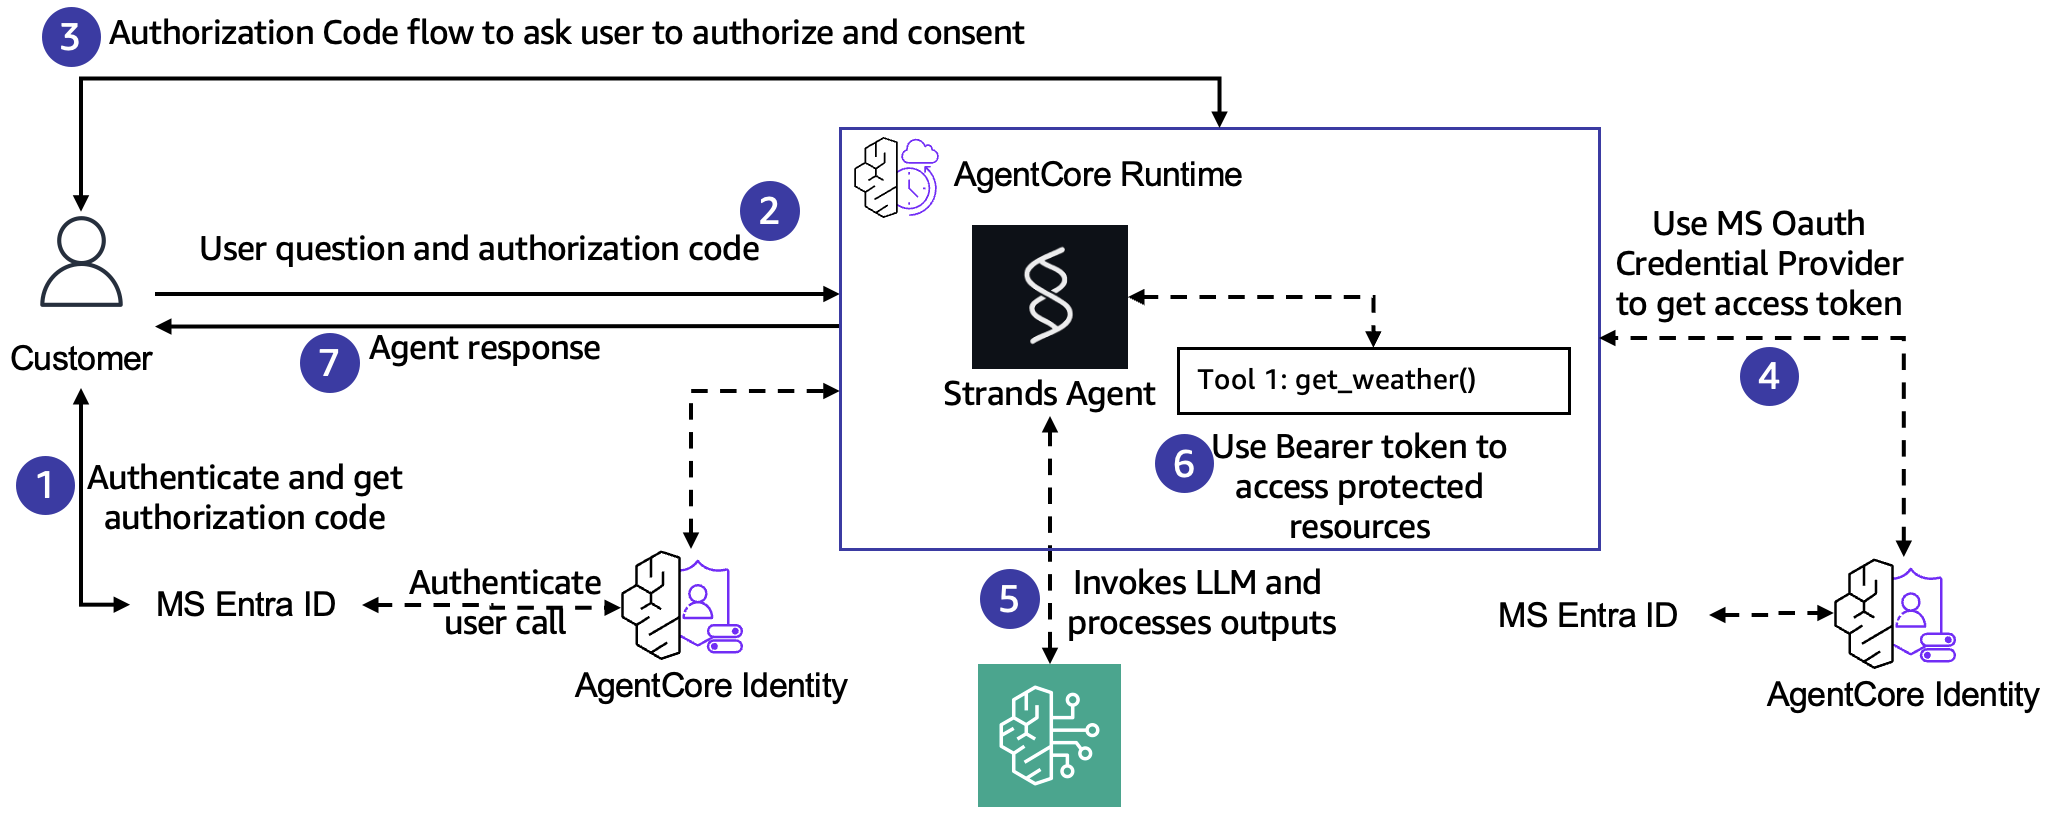 3
Authorization Code flow to ask user to authorize and consent
AgentCore Runtime
2
User question and authorization code
Use MS Oauth
Credential Provider
to get access token
Customer
7
Agent response
Strands Agent
Tool 1: get_weather()
4
6
Use Bearer token to
access protected
resources
1
Authenticate and get
authorization code
MS Entra ID
Authenticate
user call
AgentCore Identity
5
Invokes LLM and
processes outputs
MS Entra ID
AgentCore Identity